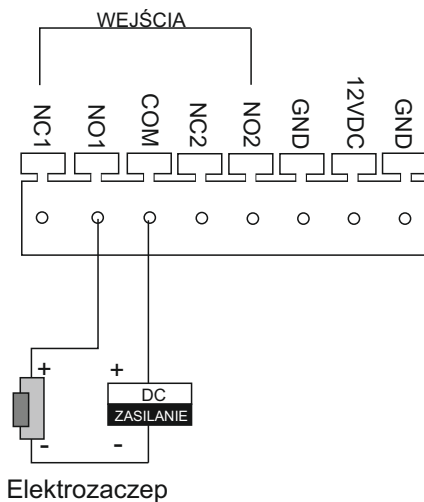 WEJŚCIA
NC1
NO1
COM
NC2
NO2
GND
12VDC
GND
+
+
DC
ZASILANIE
-
-
Elektrozaczep